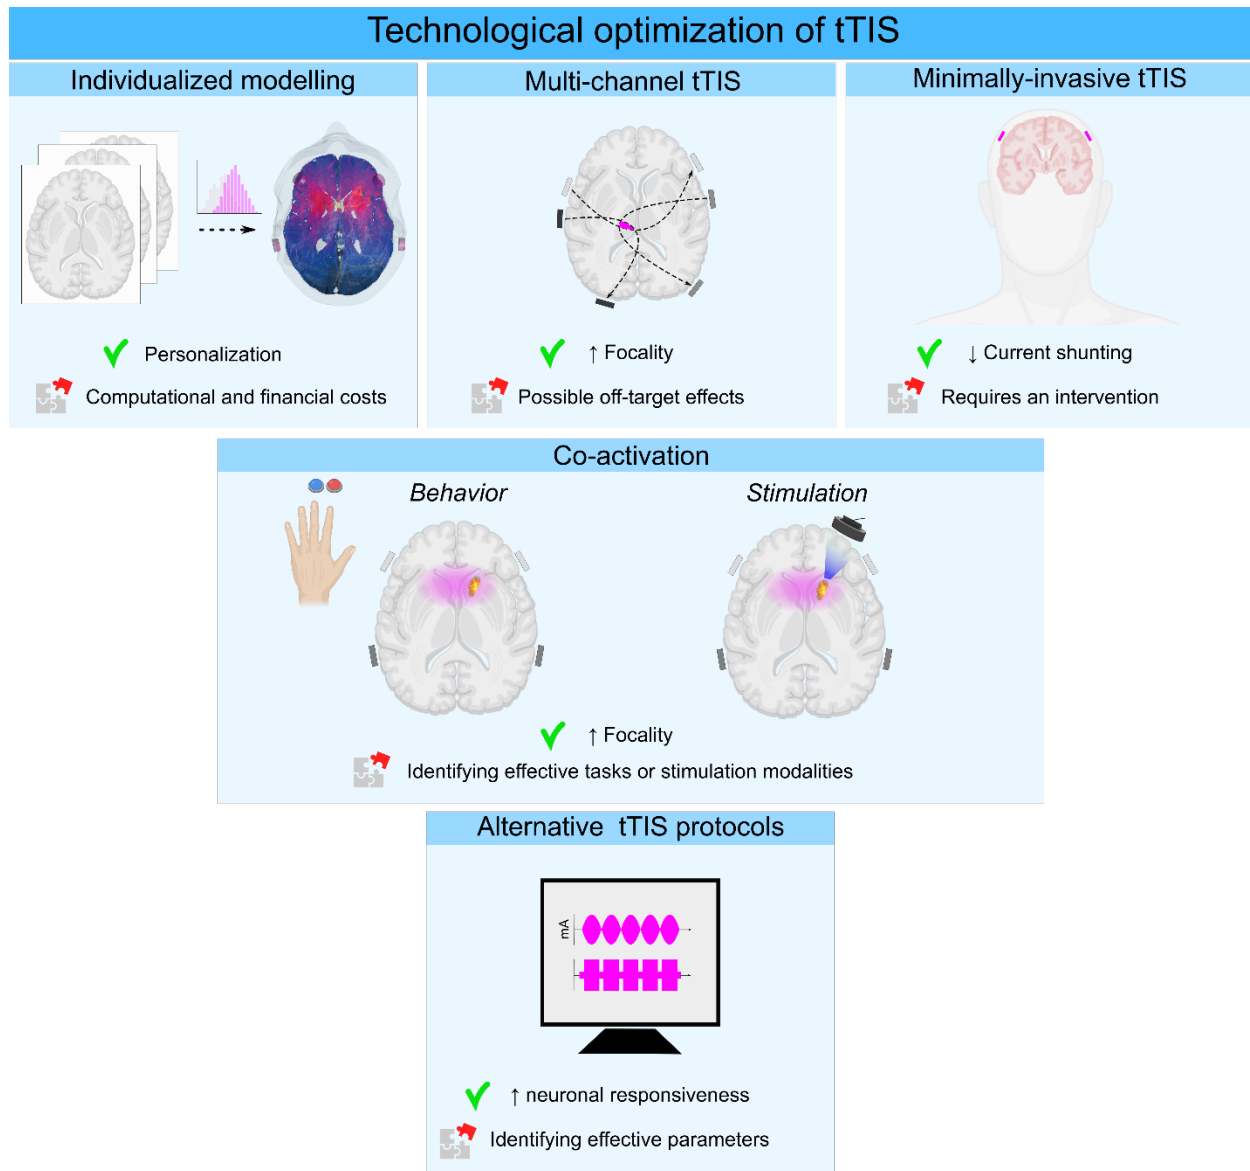 Technological optimization of tTIS
Individualized modelling
Personalization
Computational and financial costs
Multi-channel tTIS
↑ Focality
Possible off-target effects
Minimally-invasive tTIS
↓ Current shunting
Requires an intervention
Co-activation
Behavior
Stimulation
↑ Focality
Identifying effective tasks or stimulation modalities
Alternative tTIS protocols
mA
↑ neuronal responsiveness
Identifying effective parameters